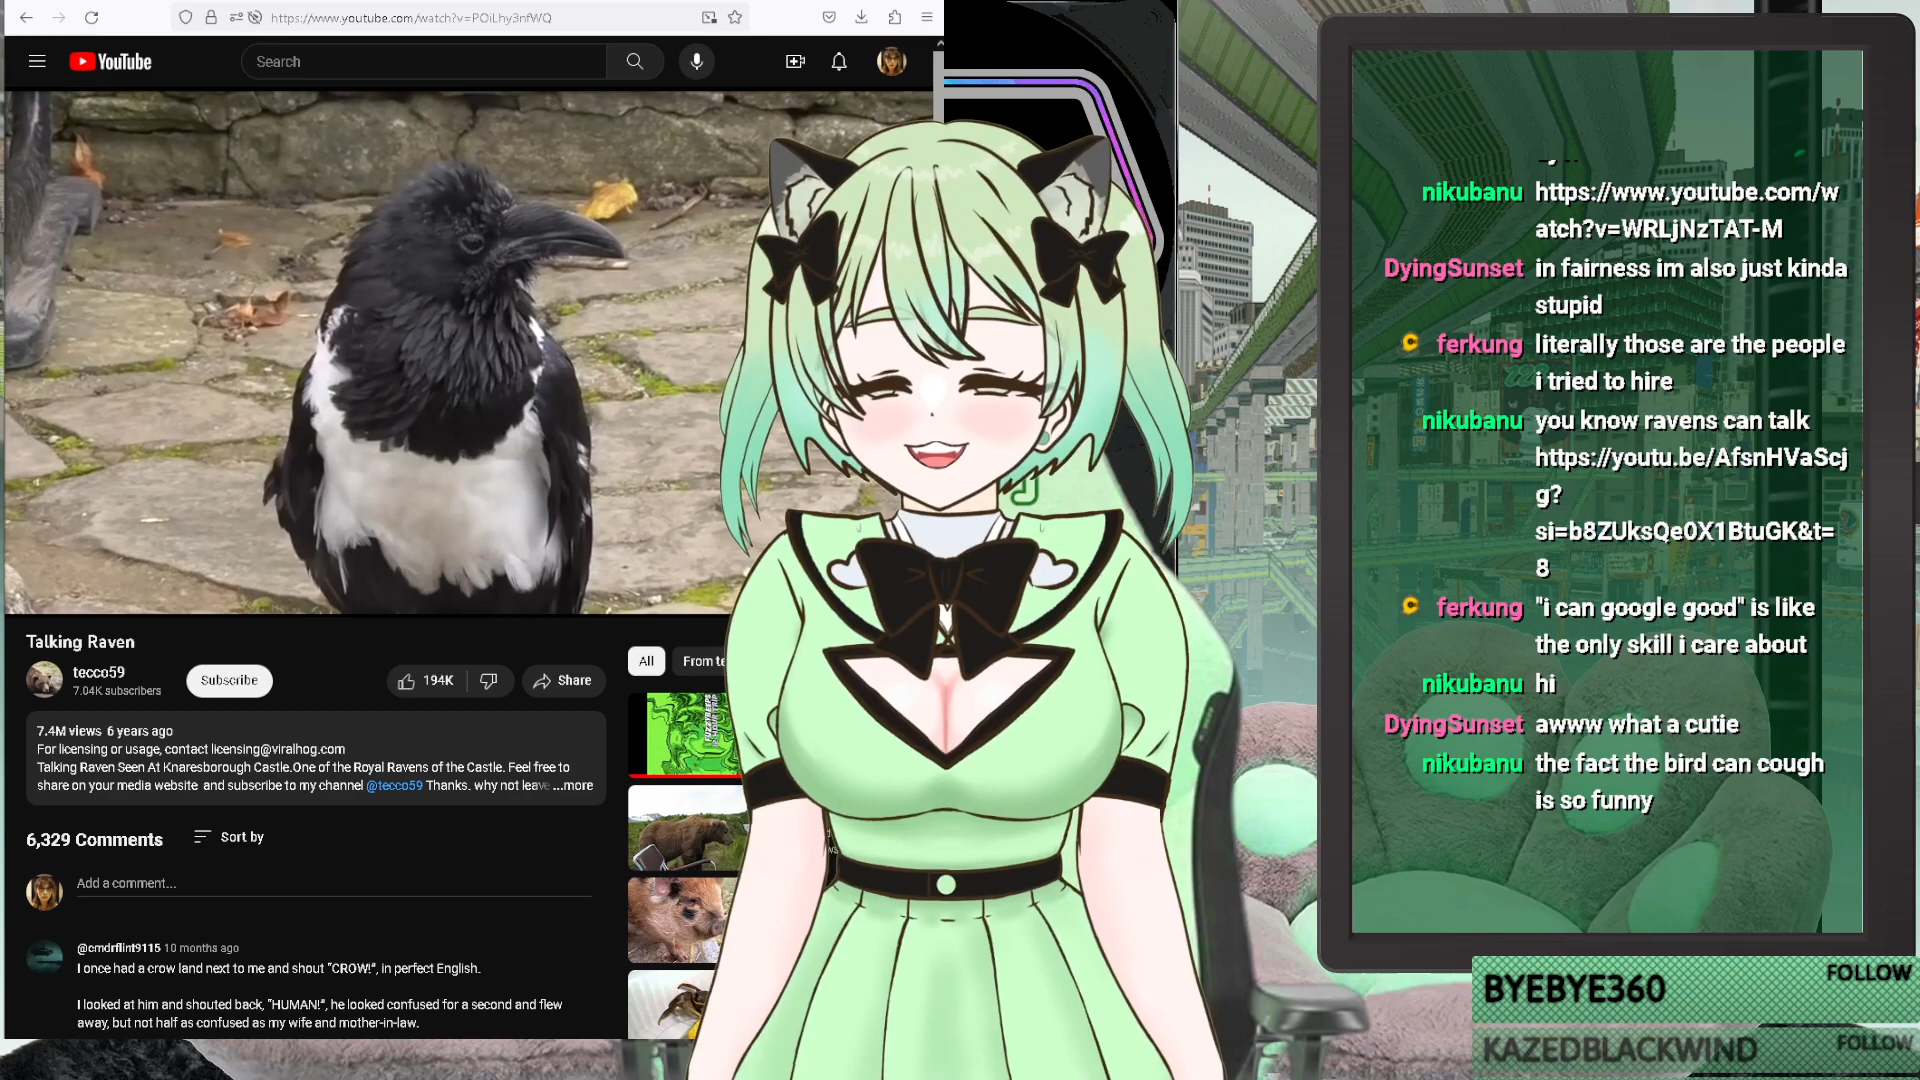 https://www.youtube.com/watch?v=POiLhy3nfWQ
YouTube
Search
Talking Raven
tecco59
7.04K subscribers
Subscribe
194K
Share
All
From te
7.4M views 6 years ago
For licensing or usage, contact licensing@viralhog.com
Talking Raven Seen At Knaresborough Castle.One of the Royal Ravens of the Castle. Feel free to
share on your media website and subscribe to my channel @tecco59 Thanks. why not leave ...more
6,329 Comments
Sort by
Add a comment...
@cmdrflint9115 10 months ago
I once had a crow land next to me and shout “CROW!”, in perfect English.
I looked at him and shouted back, “HUMAN!”, he looked confused for a second and flew
away, but not half as confused as my wife and mother-in-law.
nikubanu https://www.youtube.com/w
atch?v=WRLjNzTAT-M
DyingSunset in fairness im also just kinda
stupid
ferkung literally those are the people
i tried to hire
nikubanu you know ravens can talk
https://youtu.be/AfsnHVaScj
g?
si=b8ZUksQe0X1BtuGK&t=
8
ferkung "i can google good" is like
the only skill i care about
nikubanu hi
DyingSunset awww what a cutie
nikubanu the fact the bird can cough
is so funny
BYEBYE360 FOLLOW
KAZEDBLACKWIND FOLLOW